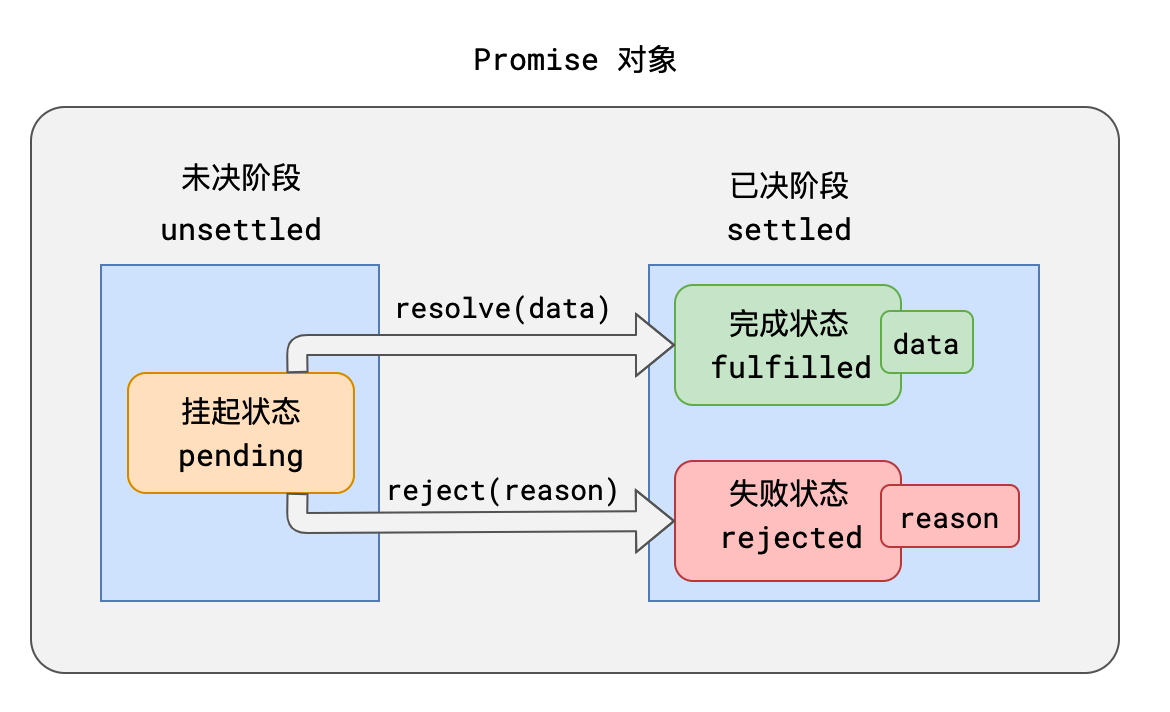 Promise 对象
未决阶段
unsettled
已决阶段
settled
resolve(data)
完成状态
fulfilled
data
挂起状态
pending
reject(reason)
失败状态
rejected
reason